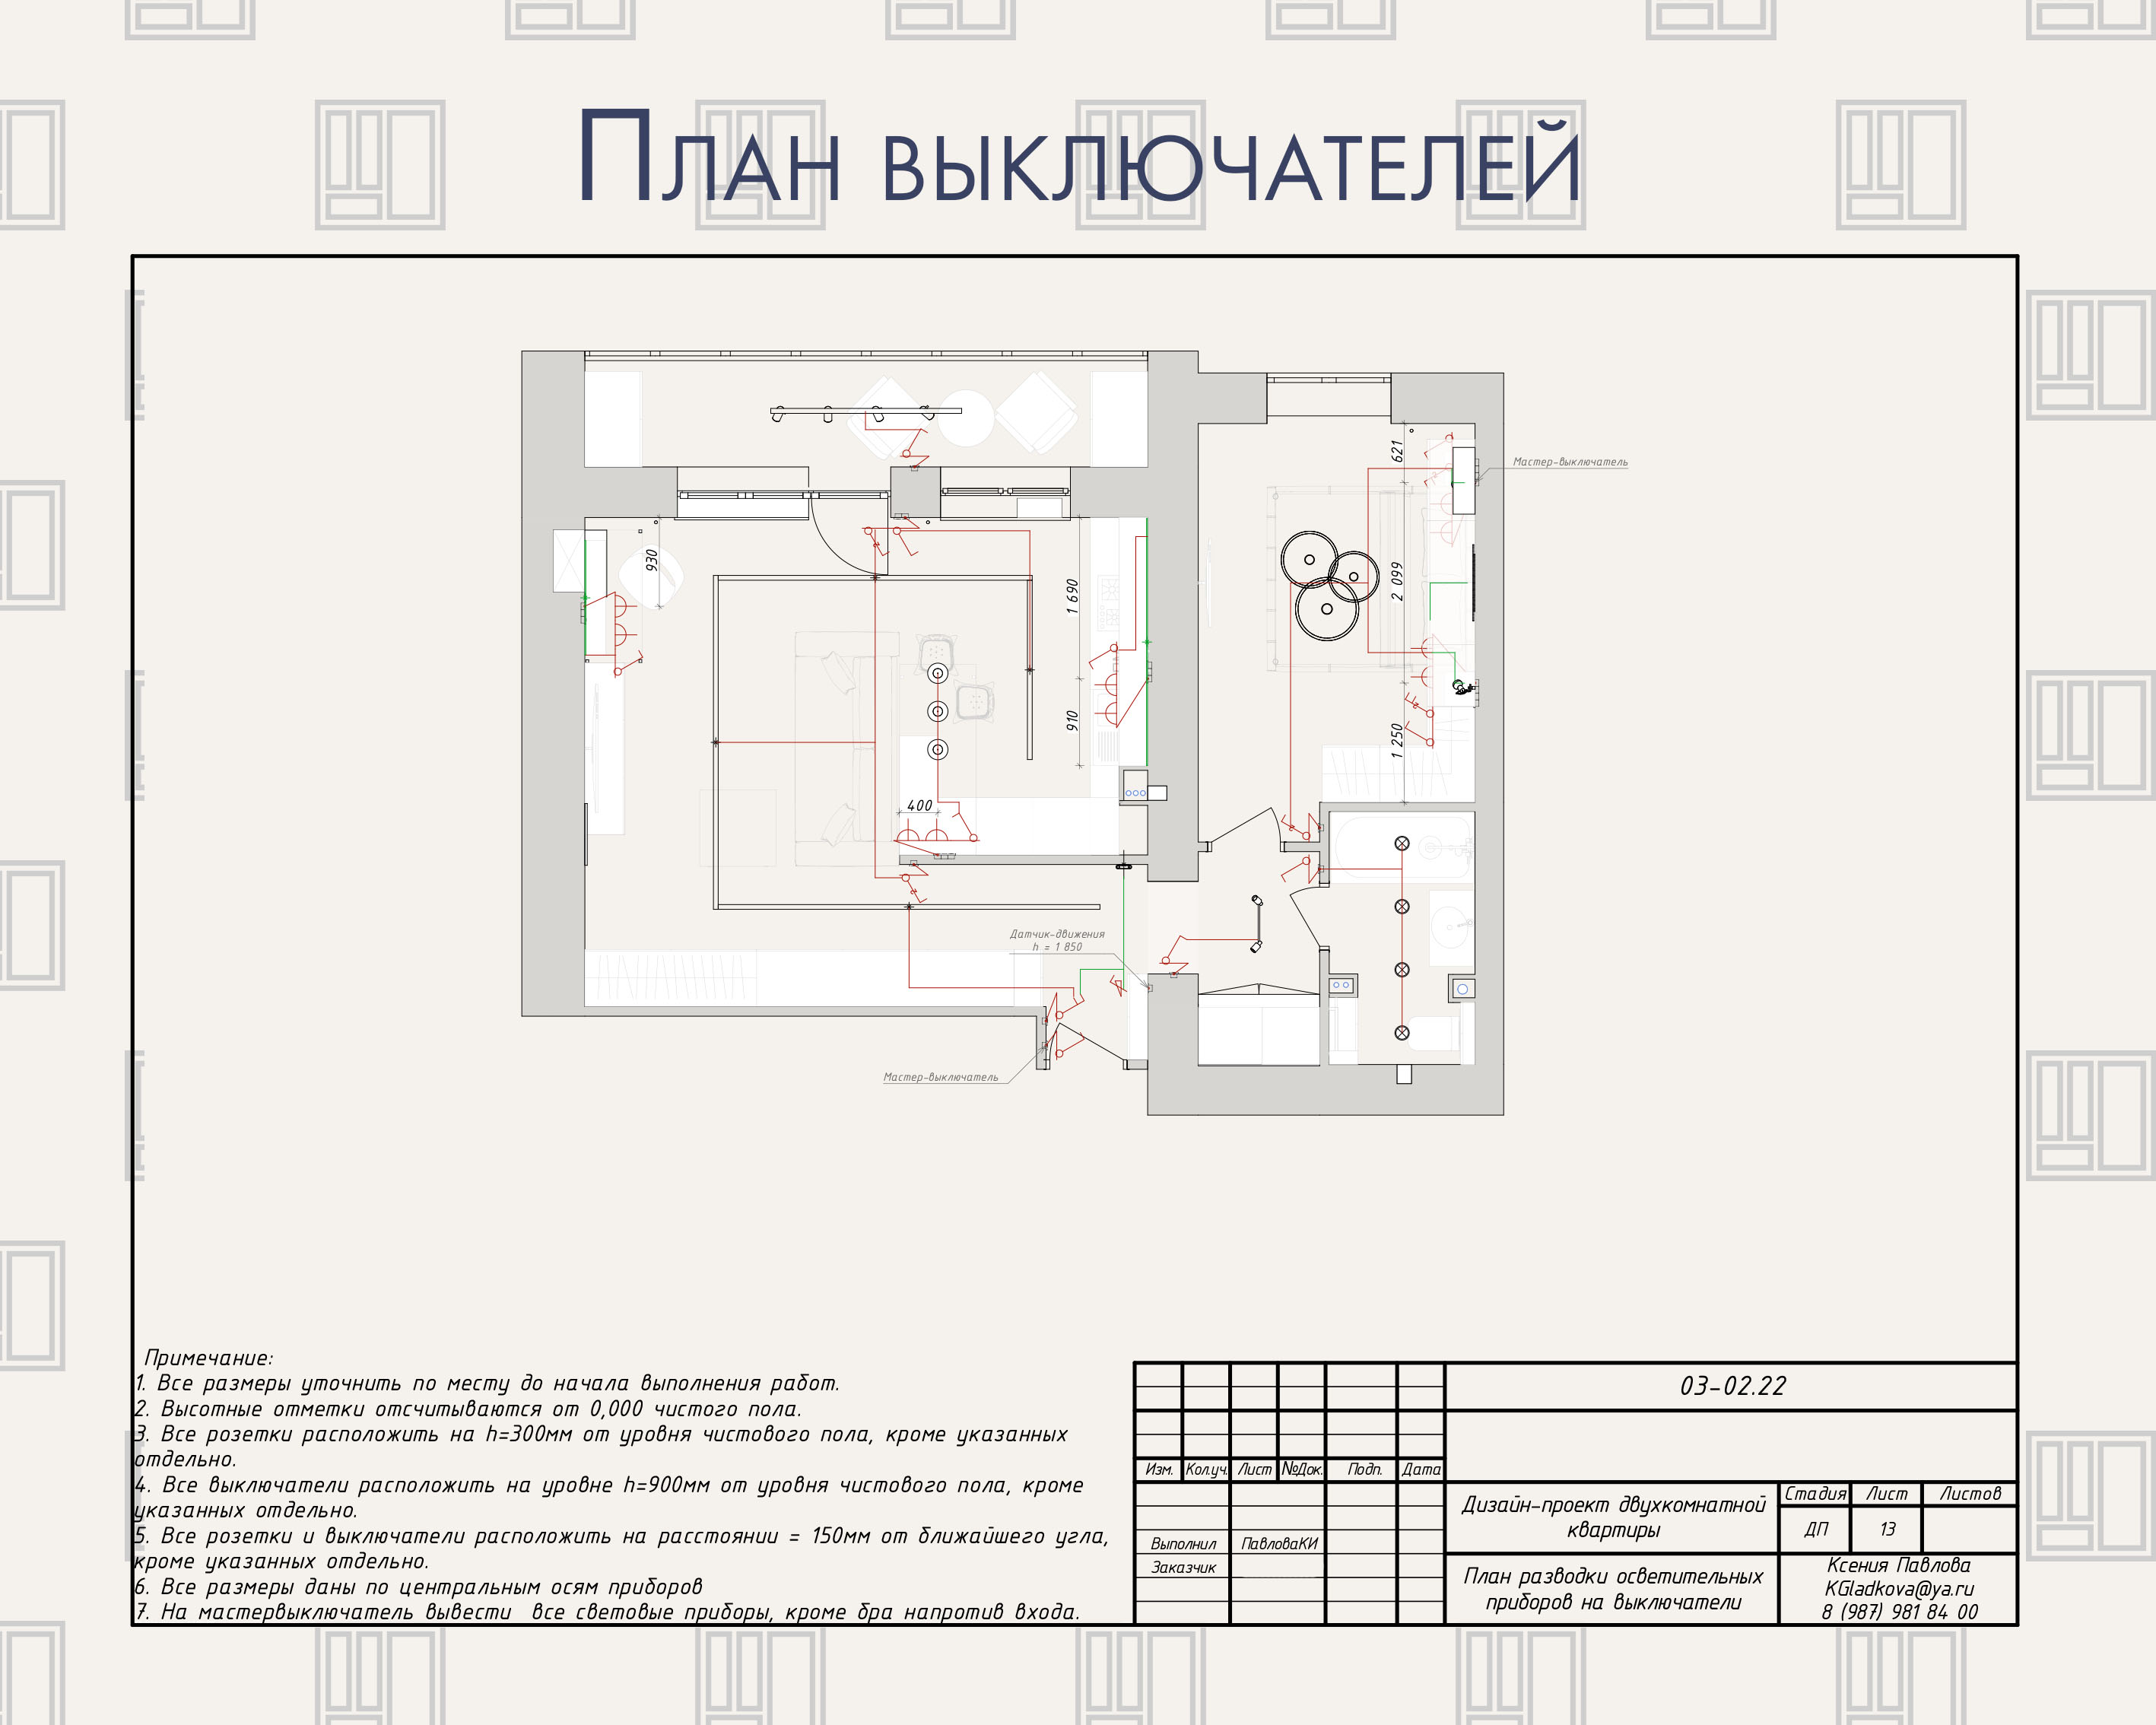 План выключателей
621
Мастер-выключатель
930
1 690
2 099
910
1 250
400
Датчик-движения
h = 1 850
Мастер-выключатель
Примечание:
1. Все размеры уточнить по месту до начала выполнения работ.
2. Высотные отметки отсчитываются от 0,000 чистого пола.
3. Все розетки расположить на h=300мм от уровня чистового пола, кроме указанных
отдельно.
4. Все выключатели расположить на уровне h=900мм от уровня чистового пола, кроме
указанных отдельно.
5. Все розетки и выключатели расположить на расстоянии = 150мм от ближайшего угла,
кроме указанных отдельно.
6. Все размеры даны по центральным осям приборов
7. На мастервыключатель вывести все световые приборы, кроме бра напротив входа.
03-02.22
Изм. Кол.уч. Лист №Док. Подп. Дата
Дизайн-проект двухкомнатной
квартиры
Стадия Лист Листов
ДП 13
Выполнил ПавловаКИ
Заказчик
План разводки осветительных
приборов на выключатели
Ксения Павлова
KGladkova@ya.ru
8 (987) 981 84 00